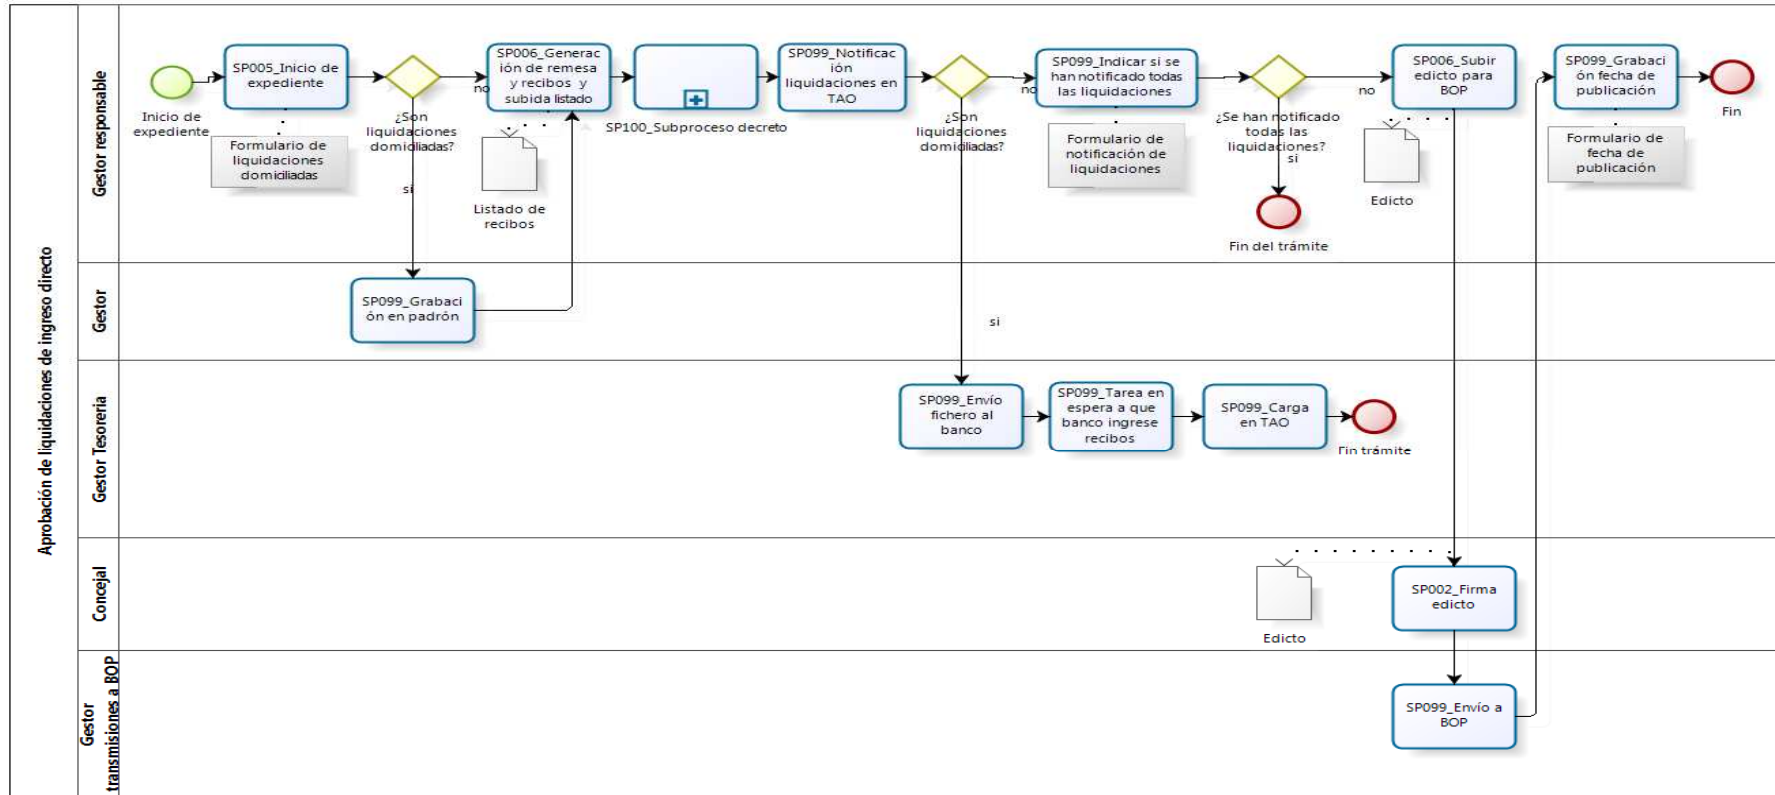 Aprobación de liquidaciones de ingreso directo
Gestor responsable
Inicio de
expediente
SP005_Inicio de
expediente
Formulario de
liquidaciones
domiciliadas
¿Son
liquidaciones
domiciliadas?
no
si
SP006_Generac
ión de remesa
y recibos y
subida listado
Listado de
recibos
SP100_Subproceso decreto
SP099_Notifica
ción
liquidaciones en
TAO
¿Son
liquidaciones
domiciliadas?
no
si
SP099_Indicar si se
han notificado todas
las liquidaciones
Formulario de
notificación de
liquidaciones
¿Se han notificado
todas las
liquidaciones?
si
no
Fin del trámite
SP006_Subir
edicto para
BOP
Edicto
SP099_Grabaci
ón fecha de
publicación
Formulario de
fecha de
publicación
Fin
Gestor
SP099_Grabaci
ón en padrón
Gestor Tesoreria
SP099_Envío
fichero al
banco
SP099_Tarea en
espera a que
banco ingrese
recibos
SP099_Carga
en TAO
Fin trámite
Concejal
Edicto
SP002_Firma
edicto
Gestor
transmisiones a BOP
SP099_Envío a
BOP